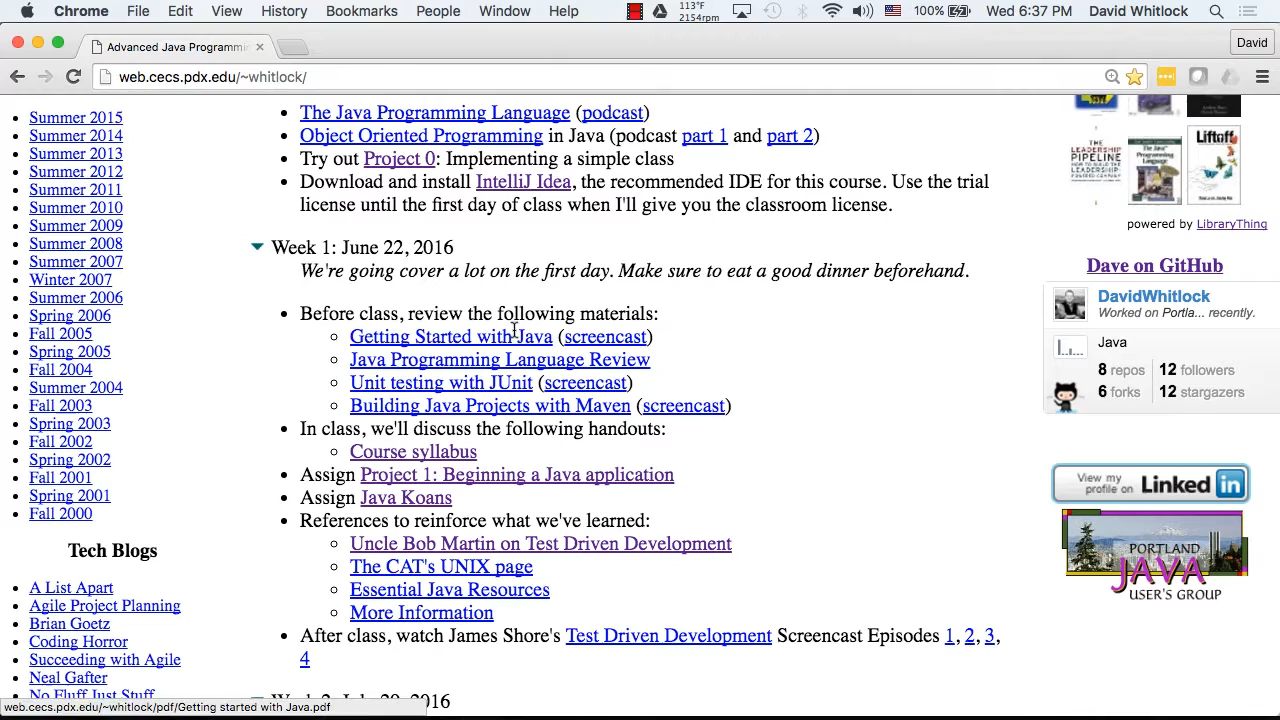 Chrome File Edit View History Bookmarks People Window Help 113°F 2154rpm 100% Wed 6:37 PM David Whitlock
Advanced Java Programmin
David
web.cecs.pdx.edu/~whitlock/
Summer 2015
Summer 2014
Summer 2013
Summer 2012
Summer 2011
Summer 2010
Summer 2009
Summer 2008
Summer 2007
Winter 2007
Summer 2006
Spring 2006
Fall 2005
Spring 2005
Fall 2004
Summer 2004
Fall 2003
Spring 2003
Fall 2002
Spring 2002
Fall 2001
Spring 2001
Fall 2000
Tech Blogs
A List Apart
Agile Project Planning
Brian Goetz
Coding Horror
Succeeding with Agile
Neal Gafter
No Fluff Just Stuff
The Java Programming Language (podcast)
Object Oriented Programming in Java (podcast part 1 and part 2)
Try out Project 0: Implementing a simple class
Download and install IntelliJ Idea, the recommended IDE for this course. Use the trial
license until the first day of class when I'll give you the classroom license.
Week 1: June 22, 2016
We're going cover a lot on the first day. Make sure to eat a good dinner beforehand.
Before class, review the following materials:
Getting Started with Java (screencast)
Java Programming Language Review
Unit testing with JUnit (screencast)
Building Java Projects with Maven (screencast)
In class, we'll discuss the following handouts:
Course syllabus
Assign Project 1: Beginning a Java application
Assign Java Koans
References to reinforce what we've learned:
Uncle Bob Martin on Test Driven Development
The CAT's UNIX page
Essential Java Resources
More Information
After class, watch James Shore's Test Driven Development Screencast Episodes 1, 2, 3,
4
2016
THE LEADERSHIP PIPELINE
Liftoff
powered by LibraryThing
Dave on GitHub
DavidWhitlock
Worked on Portla... recently.
Java
8 repos 12 followers
6 forks 12 stargazers
View my profile on Linked in
PORTLAND
JAVA
USER'S GROUP
web.cecs.pdx.edu/~whitlock/pdf/Getting started with Java.pdf